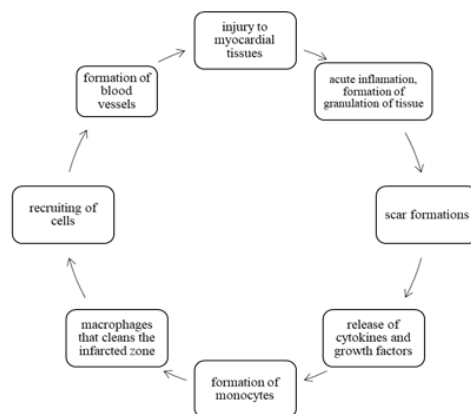 injury to
myocardial
tissues
acute inflamation,
formation of
granulation of tissue
scar formations
release of
cytokines and
growth factors
formation of
monocytes
macrophages
that cleans the
infarcted zone
recruiting of
cells
formation of
blood
vessels